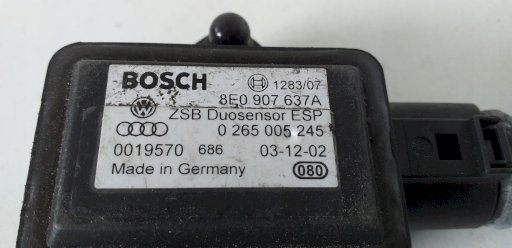 BOSCH 1283/07
8E0 907 637A
ZSB Duosensor ESP
0 265 005 245
0019570 686 03-12-02
Made in Germany 080